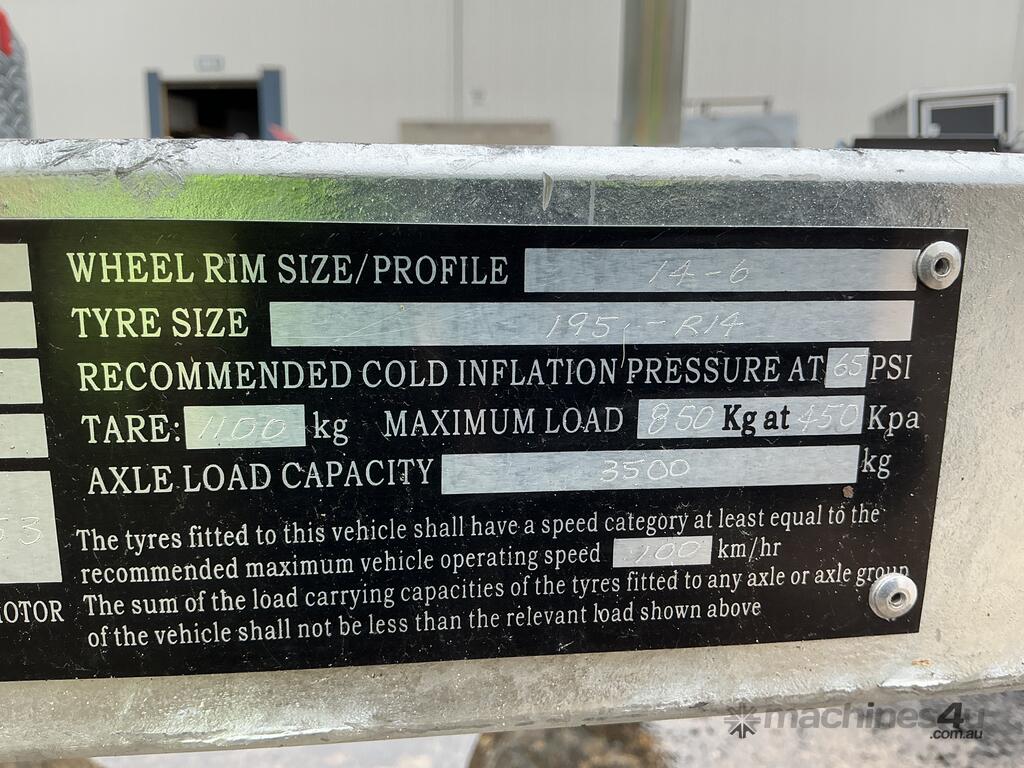 WHEEL RIM SIZE/PROFILE 14-6
TYRE SIZE 195-R14
RECOMMENDED COLD INFLATION PRESSURE AT 65 PSI
TARE: 1100 kg MAXIMUM LOAD 850 Kg at 450 Kpa
AXLE LOAD CAPACITY 3500 kg
53
The tyres fitted to this vehicle shall have a speed category at least equal to the
recommended maximum vehicle operating speed 100 km/hr
MOTOR The sum of the load carrying capacities of the tyres fitted to any axle or axle group
of the vehicle shall not be less than the relevant load shown above
machines4u
.com.au